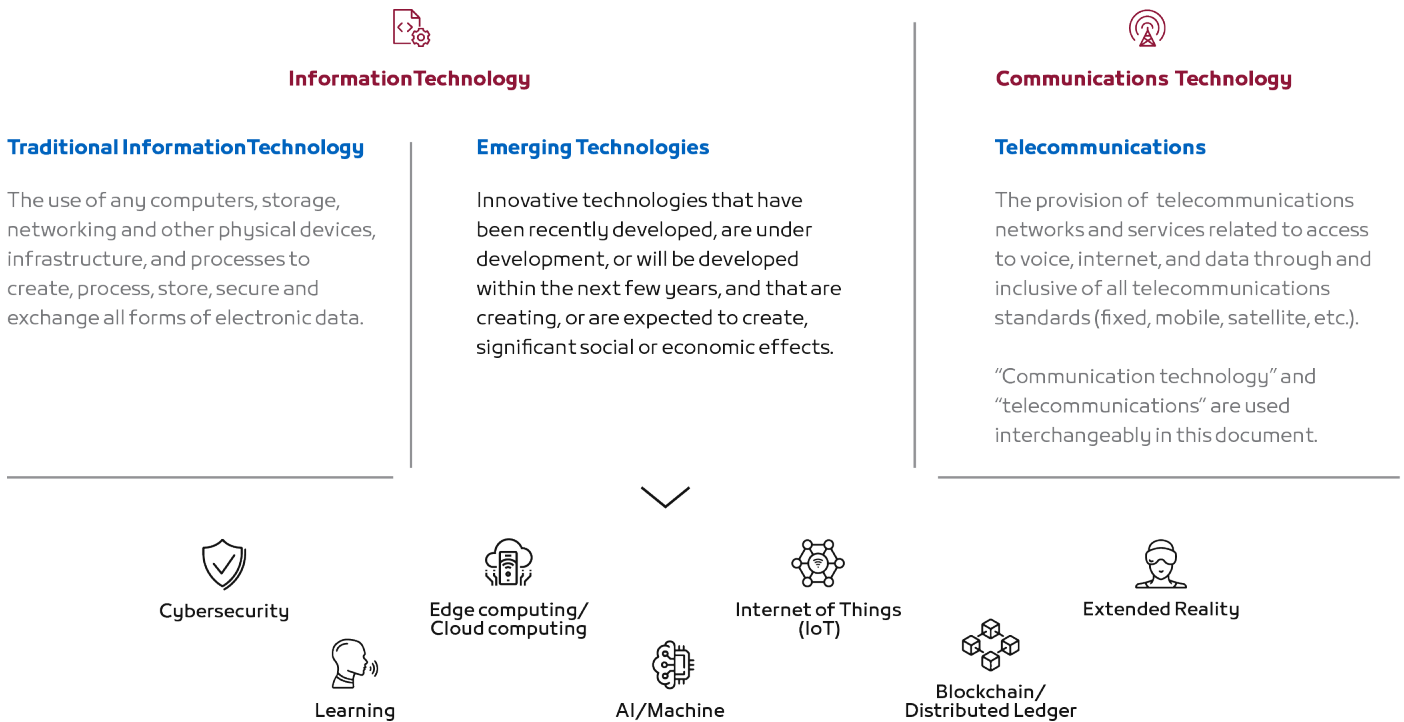 InformationTechnology
Communications Technology
Traditional InformationTechnology
The use of any computers, storage,
networking and other physical devices,
infrastructure, and processes to
create, process, store, secure and
exchange all forms of electronic data.
Emerging Technologies
Innovative technologies that have
been recently developed, are under
development, or will be developed
within the next few years, and that are
creating, or are expected to create,
significant social or economic effects.
Telecommunications
The provision of telecommunications
networks and services related to access
to voice, internet, and data through and
inclusive of all telecommunications
standards (fixed, mobile, satellite, etc.).
“Communication technology” and
“telecommunications” are used
interchangeably in this document.
Cybersecurity
Edge computing/
Cloud computing
Internet of Things
(IoT)
Extended Reality
Learning
AI/Machine
Blockchain/
Distributed Ledger